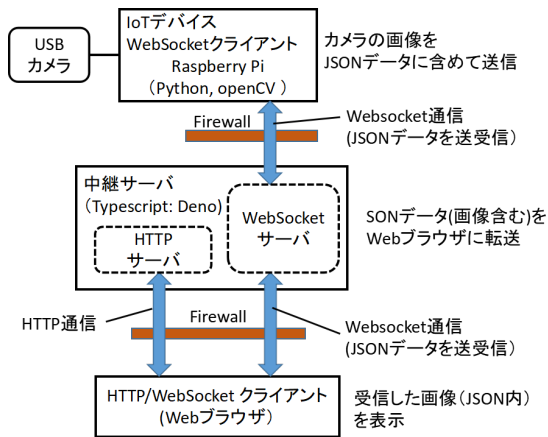 USB
カメラ
IoTデバイス
WebSocketクライアント
Raspberry Pi
（Python, openCV ）
カメラの画像を
JSONデータに含めて送信
Firewall
Websocket通信
(JSONデータを送受信）
中継サーバ
（Typescript: Deno）
HTTP
サーバ
WebSocket
サーバ
SONデータ(画像含む)を
Webブラウザに転送
HTTP通信
Firewall
Websocket通信
(JSONデータを送受信）
HTTP/WebSocket クライアント
(Webブラウザ）
受信した画像（JSON内）
を表示